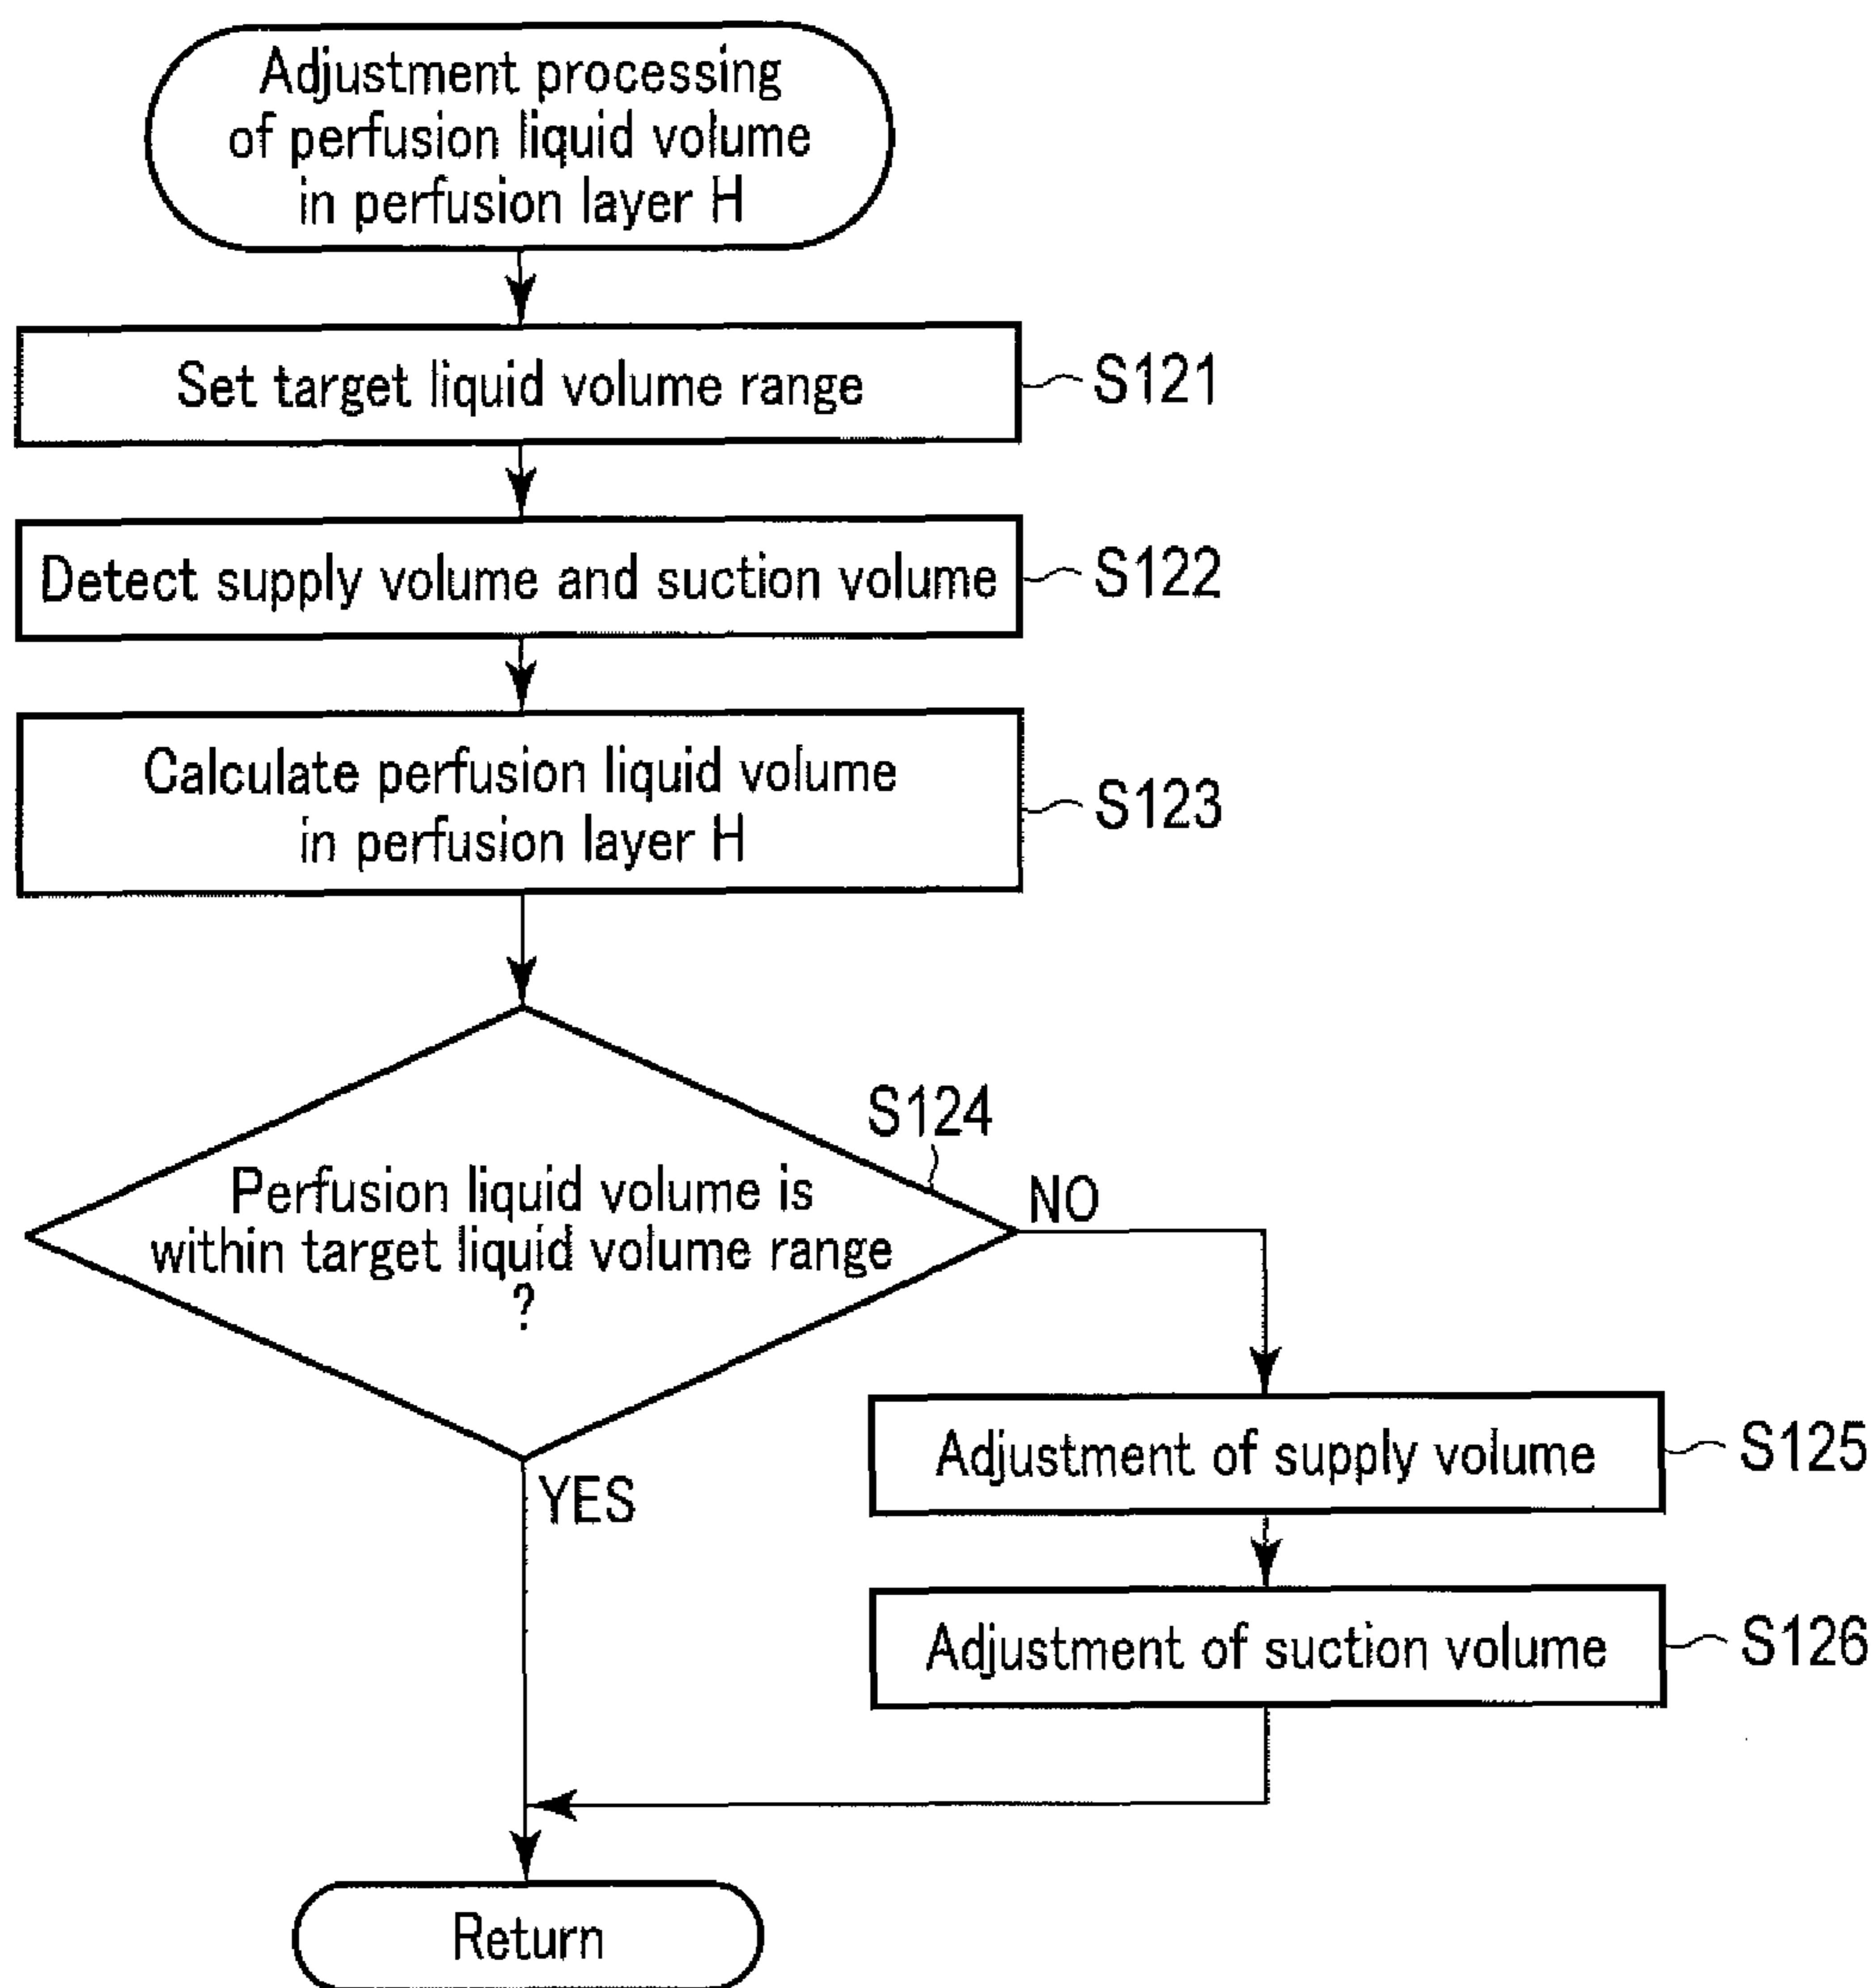 Adjustment processing
of perfusion liquid volume
in perfusion layer H
Set target liquid volume range
S121
Detect supply volume and suction volume
S122
Calculate perfusion liquid volume
in perfusion layer H
S123
S124
Perfusion liquid volume is
within target liquid volume range
?
NO
YES
Adjustment of supply volume
S125
Adjustment of suction volume
S126
Return